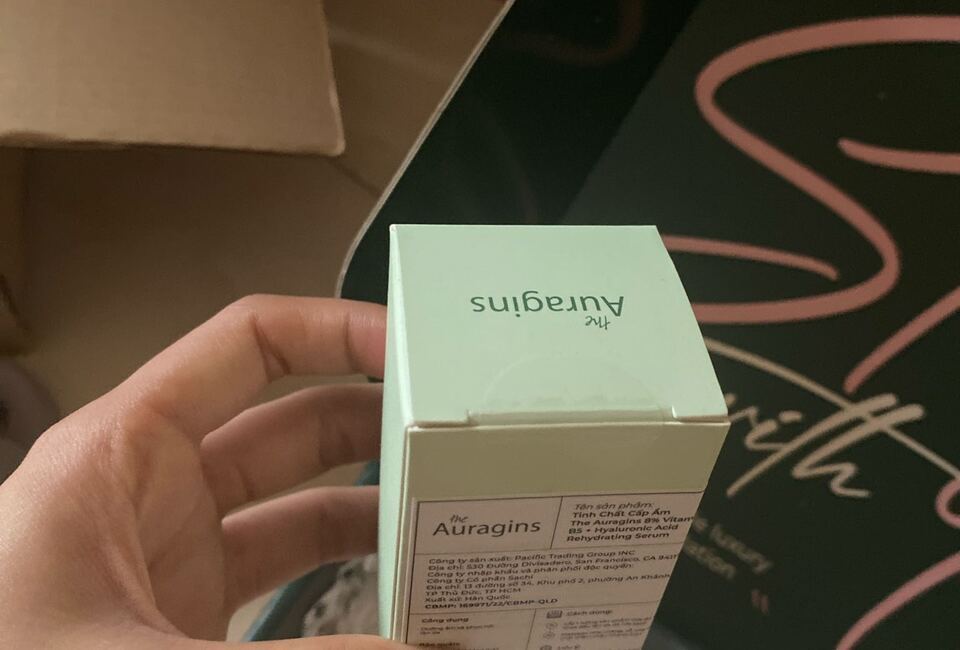 the
Auragins
the
Auragins
Tên sản phẩm:
Tinh Chất Cấp Ẩm
The Auragins 8% Vitam
B5 + Hyaluronic Acid
Rehydrating Serum
Công ty sản xuất: Pacific Trading Group INC
Địa chỉ: 530 Đường Divisadero, San Francisco, CA 941
Công ty nhập khẩu và phân phối độc quyền:
Công ty Cổ phần Sachi
Địa chỉ: 13 đường số 34, Khu phố 2, phường An Khánh
TP Thủ Đức, TP HCM
Xuất xứ: Hàn Quốc
CBMP: 169971/22/CBMP-QLD
Công dụng
Cách dùng:
with
luxury